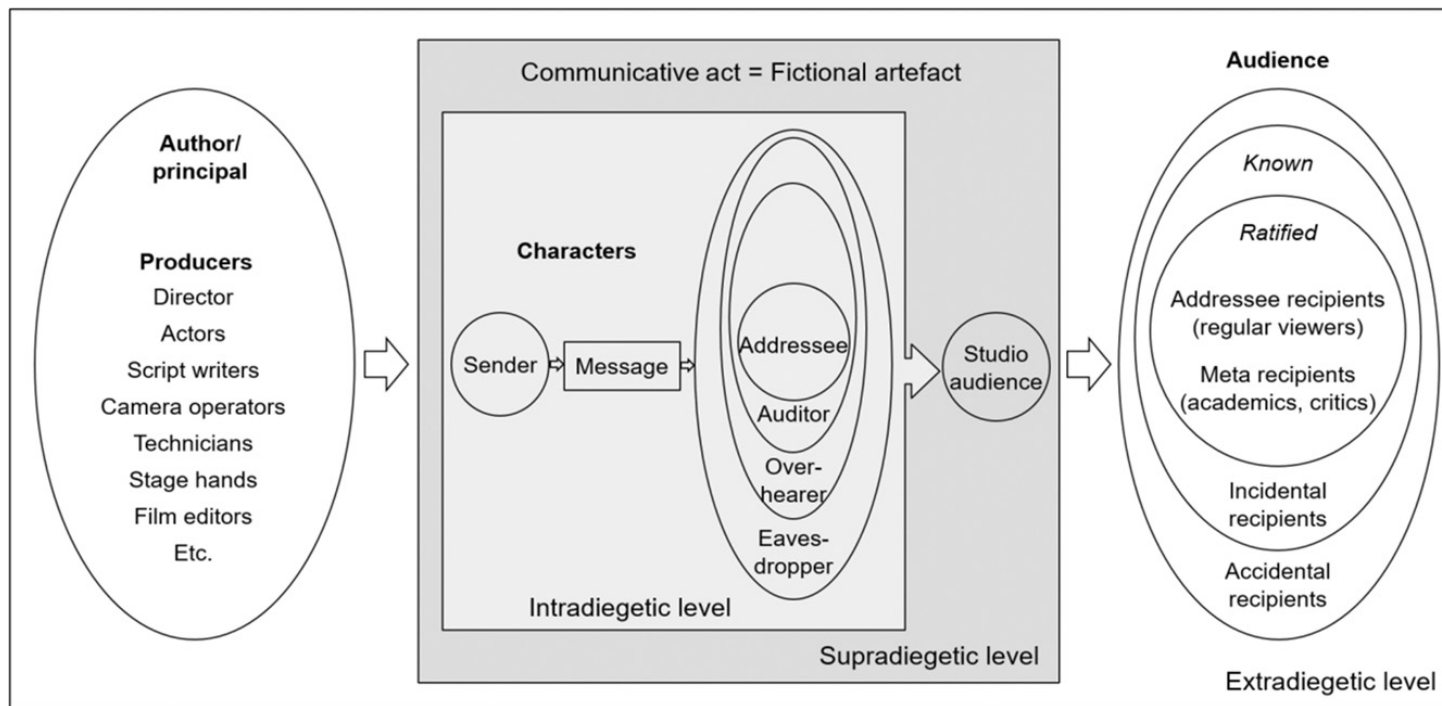 Author/
principal
Producers
Director
Actors
Script writers
Camera operators
Technicians
Stage hands
Film editors
Etc.
Communicative act = Fictional artefact
Characters
Sender
Message
Addressee
Auditor
Over-
hearer
Eaves-
dropper
Intradiegetic level
Studio
audience
Supradiegetic level
Audience
Known
Ratified
Addressee recipients
(regular viewers)
Meta recipients
(academics, critics)
Incidental
recipients
Accidental
recipients
Extradiegetic level